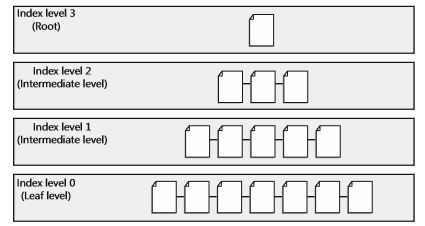 Index level 3
(Root)
Index level 2
(Intermediate level)
Index level 1
(Intermediate level)
Index level 0
(Leaf level)